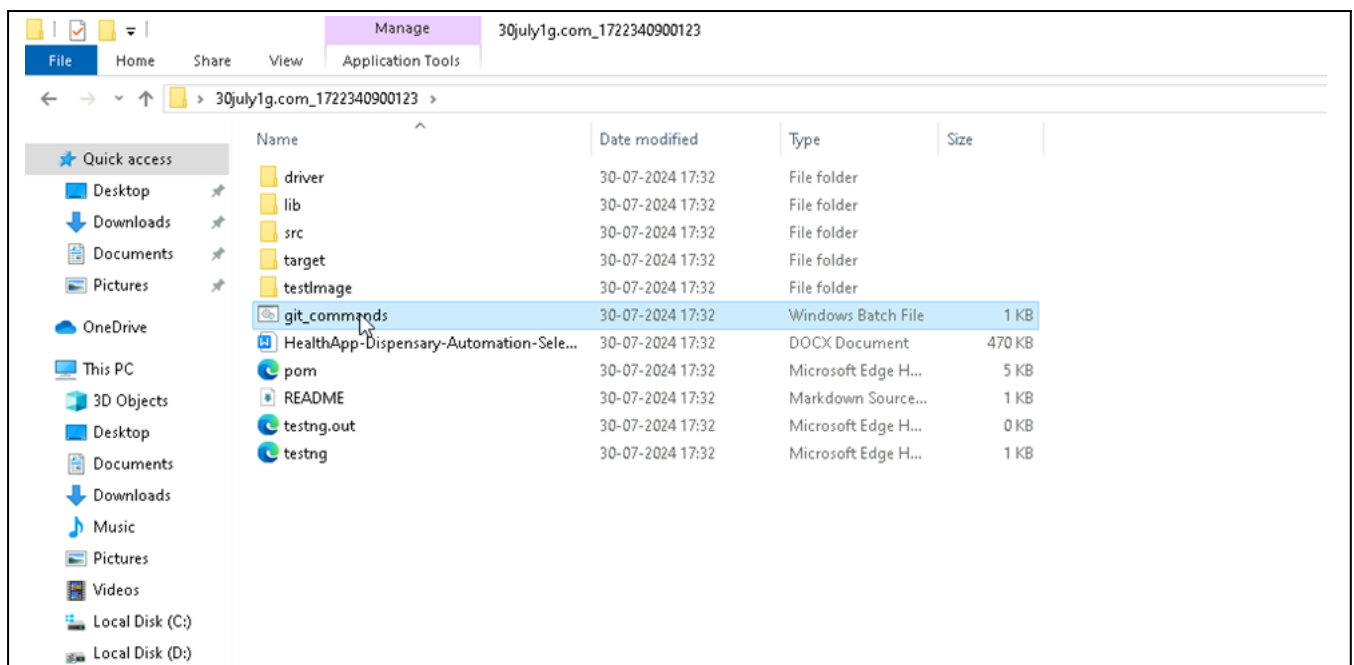 Manage 30july1g.com_1722340900123
File Home Share View Application Tools
30july1g.com_1722340900123
Name Date modified Type Size
Quick access
Desktop
Downloads
Documents
Pictures
OneDrive
This PC
3D Objects
Desktop
Documents
Downloads
Music
Pictures
Videos
Local Disk (C:)
Local Disk (D:)
driver 30-07-2024 17:32 File folder
lib 30-07-2024 17:32 File folder
src 30-07-2024 17:32 File folder
target 30-07-2024 17:32 File folder
testImage 30-07-2024 17:32 File folder
git_commands 30-07-2024 17:32 Windows Batch File 1 KB
HealthApp-Dispensary-Automation-Sele... 30-07-2024 17:32 DOCX Document 470 KB
pom 30-07-2024 17:32 Microsoft Edge H... 5 KB
README 30-07-2024 17:32 Markdown Source... 1 KB
testng.out 30-07-2024 17:32 Microsoft Edge H... 0 KB
testng 30-07-2024 17:32 Microsoft Edge H... 1 KB